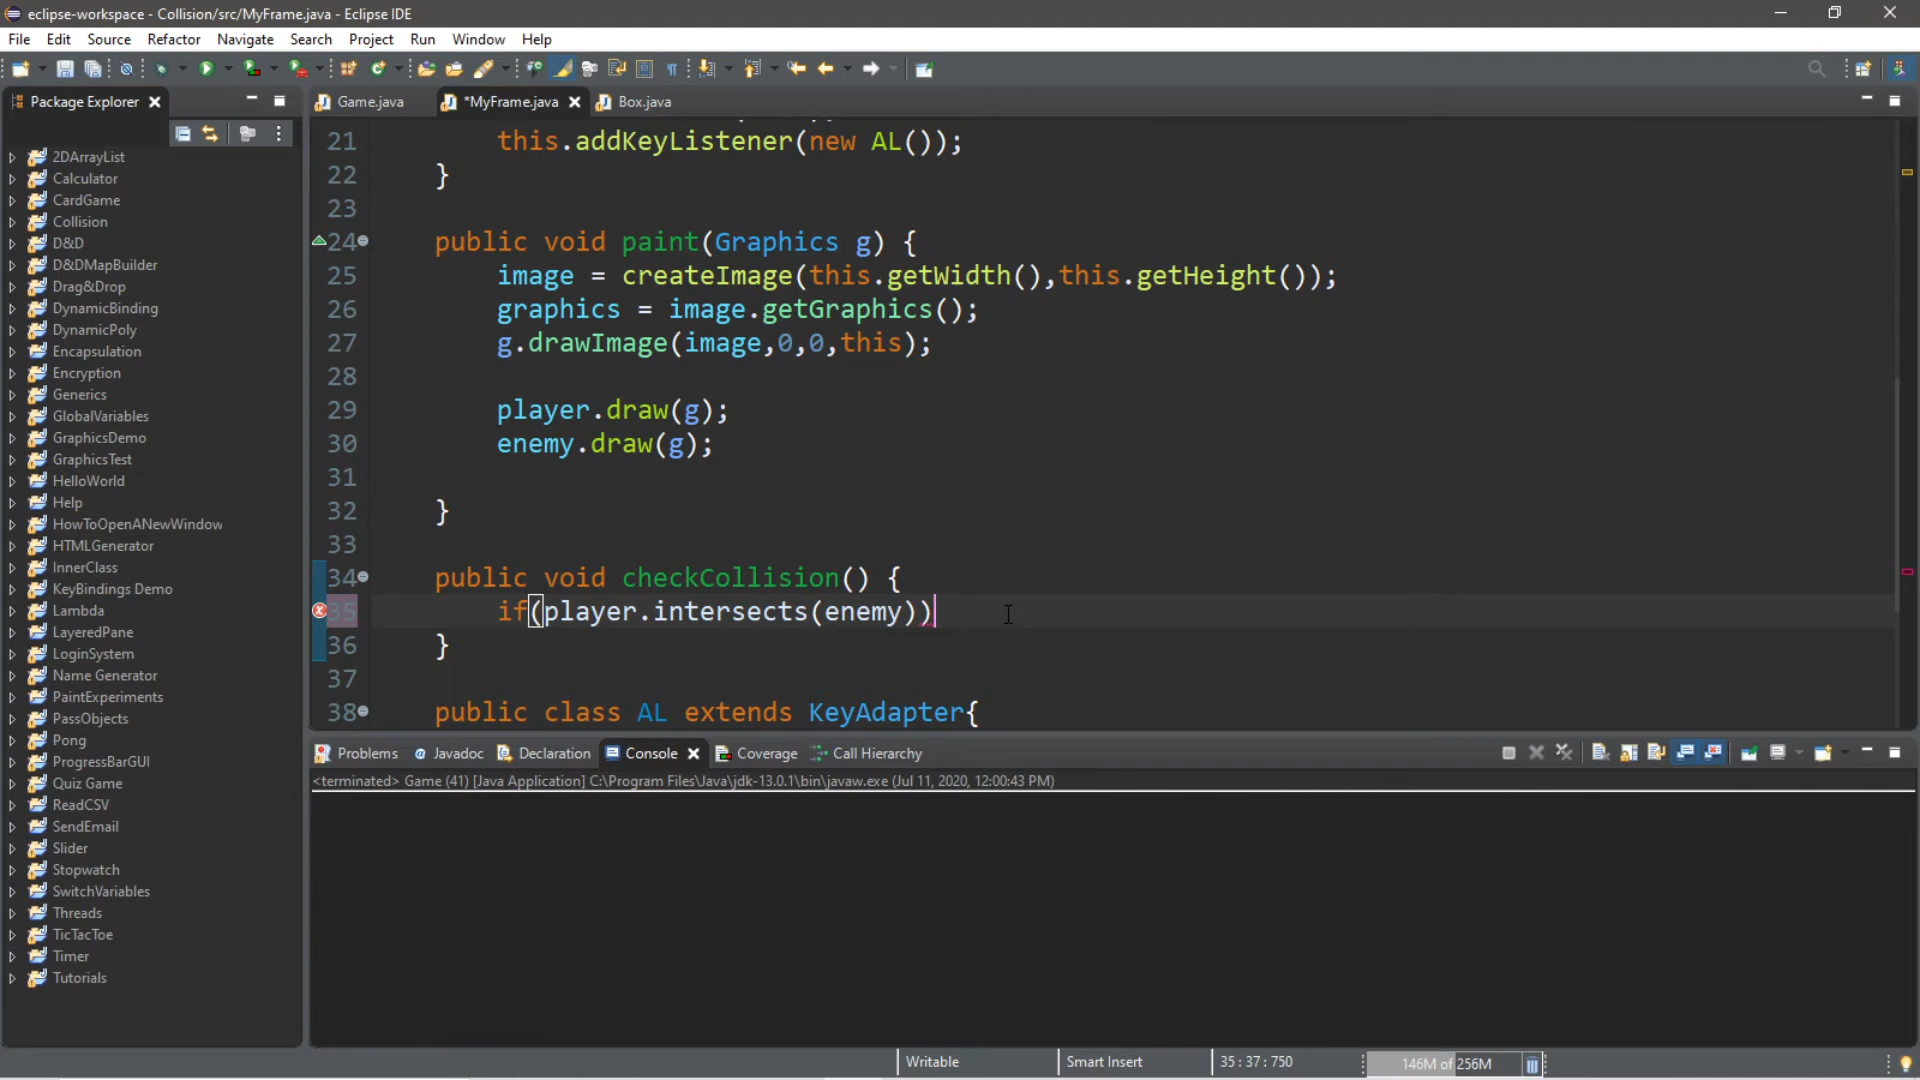 eclipse-workspace - Collision/src/MyFrame.java - Eclipse IDE
File Edit Source Refactor Navigate Search Project Run Window Help
Package Explorer
Game.java *MyFrame.java Box.java
2DArrayList
Calculator
CardGame
Collision
D&D
D&DMapBuilder
Drag&Drop
DynamicBinding
DynamicPoly
Encapsulation
Encryption
Generics
GlobalVariables
GraphicsDemo
GraphicsTest
HelloWorld
Help
HowToOpenANewWindow
HTMLGenerator
InnerClass
KeyBindings Demo
Lambda
LayeredPane
LoginSystem
Name Generator
PaintExperiments
PassObjects
Pong
ProgressBarGUI
Quiz Game
ReadCSV
SendEmail
Slider
Stopwatch
SwitchVariables
Threads
TicTacToe
Timer
Tutorials
21 this.addKeyListener(new AL());
22 }
23
24 public void paint(Graphics g) {
25 image = createImage(this.getWidth(),this.getHeight());
26 graphics = image.getGraphics();
27 g.drawImage(image,0,0,this);
28
29 player.draw(g);
30 enemy.draw(g);
31
32 }
33
34 public void checkCollision() {
35 if(player.intersects(enemy))
36 }
37
38 public class AL extends KeyAdapter{
Problems Javadoc Declaration Console Coverage Call Hierarchy
<terminated> Game (41) [Java Application] C:\Program Files\Java\jdk-13.0.1\bin\javaw.exe (Jul 11, 2020, 12:00:43 PM)
Writable Smart Insert 35 : 37 : 750 146M of 256M